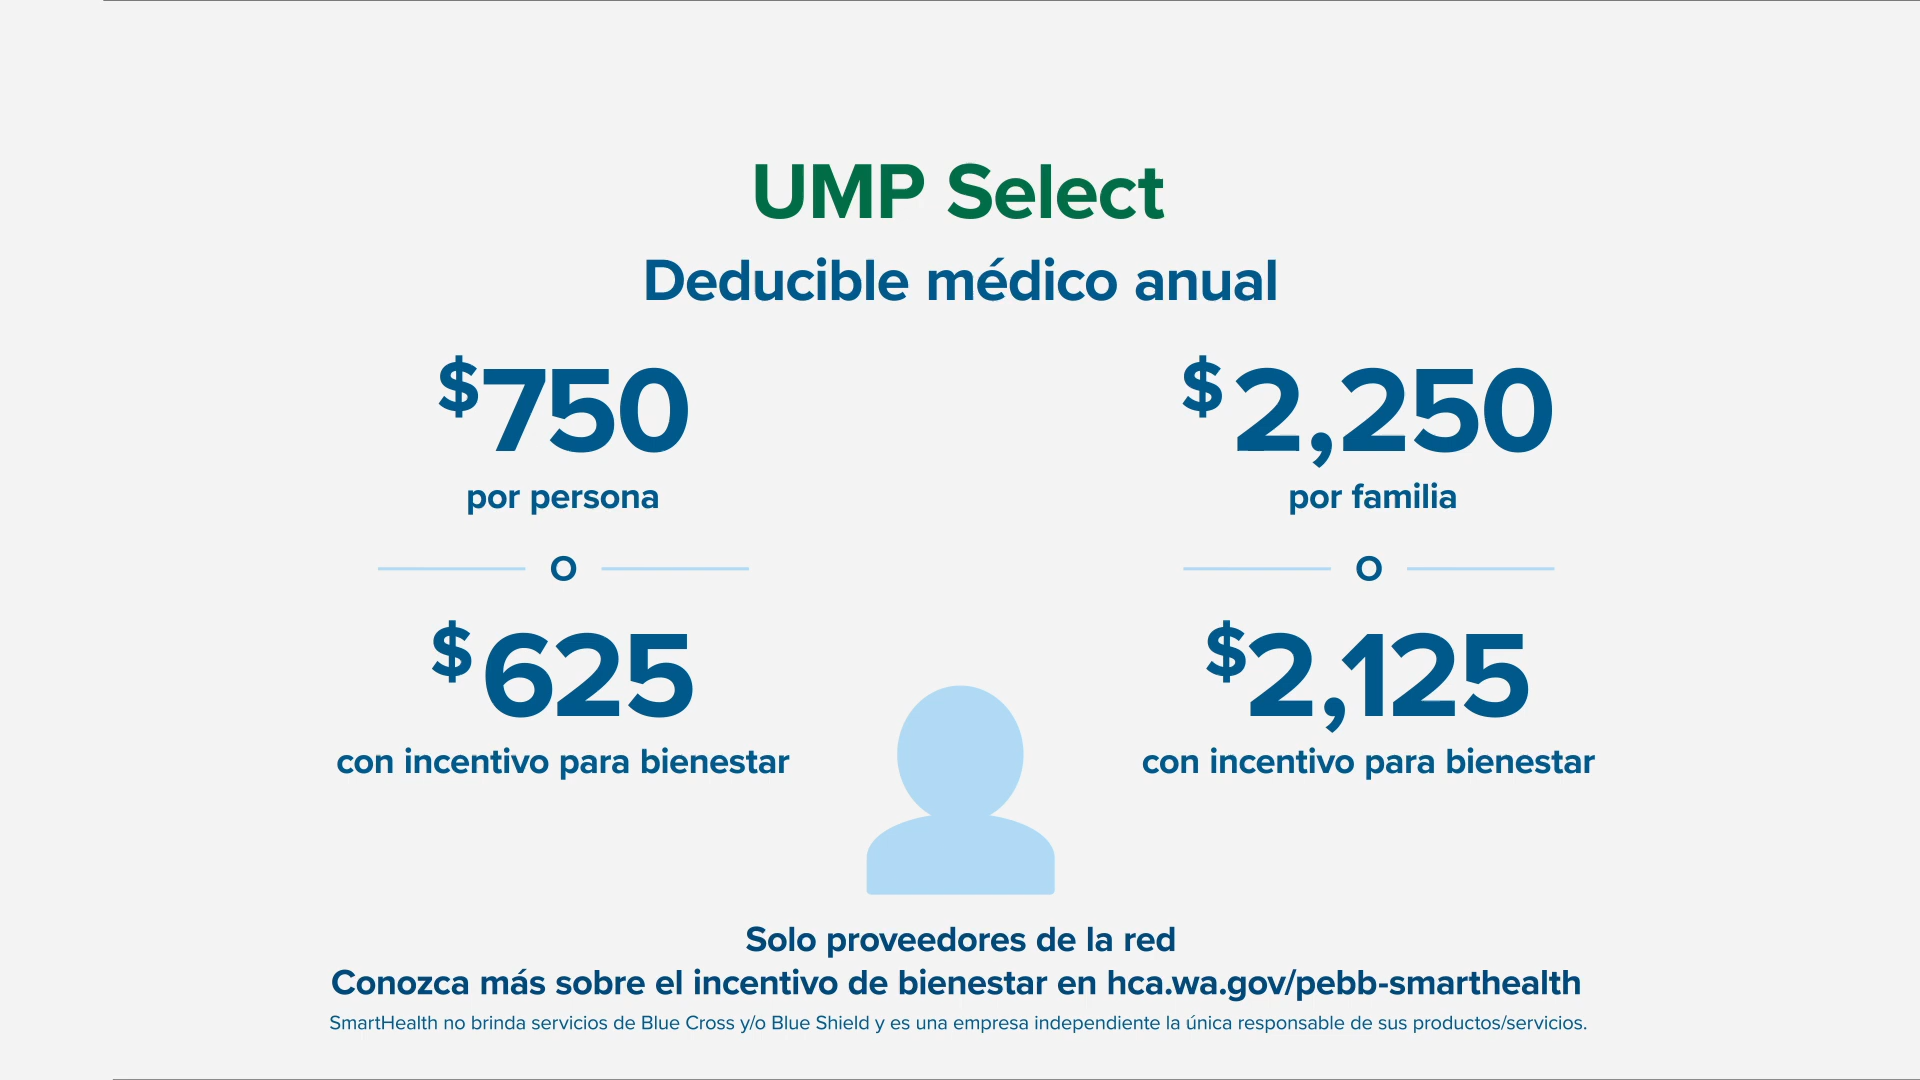 UMP Select
Deducible médico anual
$750
por persona
O
$625
con incentivo para bienestar
$2,250
por familia
O
$2,125
con incentivo para bienestar
Solo proveedores de la red
Conozca más sobre el incentivo de bienestar en hca.wa.gov/pebb-smarthealth
SmartHealth no brinda servicios de Blue Cross y/o Blue Shield y es una empresa independiente la única responsable de sus productos/servicios.